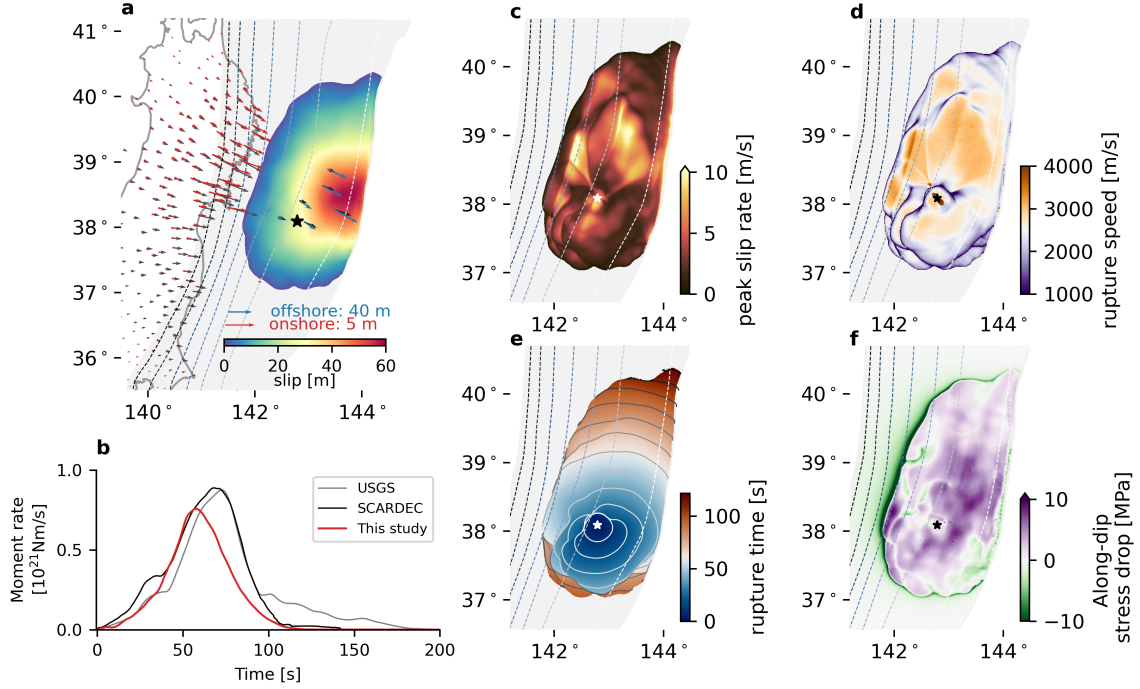 a
41°
40°
39°
38°
37°
36°
offshore: 40 m
onshore: 5 m
0 20 40 60
slip [m]
140° 142° 144°
b
Moment rate
[10²¹Nm/s]
1.0
0.5
0.0
USGS
SCARDEC
This study
0 50 100 150 200
Time [s]
c
40°
39°
38°
37°
142° 144°
10
5
0
peak slip rate [m/s]
d
40°
39°
38°
37°
142° 144°
4000
3000
2000
1000
rupture speed [m/s]
e
40°
39°
38°
37°
142° 144°
100
50
0
rupture time [s]
f
40°
39°
38°
37°
142° 144°
10
0
−10
Along-dip
stress drop [MPa]